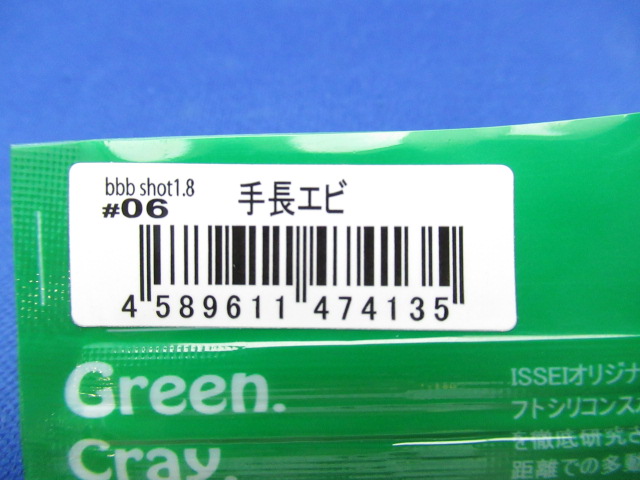 bbb shot1.8
#06 手長エビ
4 589611 474135
Green.
Cray.
ISSEIオリジナ
フトシリコンス
を徹底研究さ
距離での多